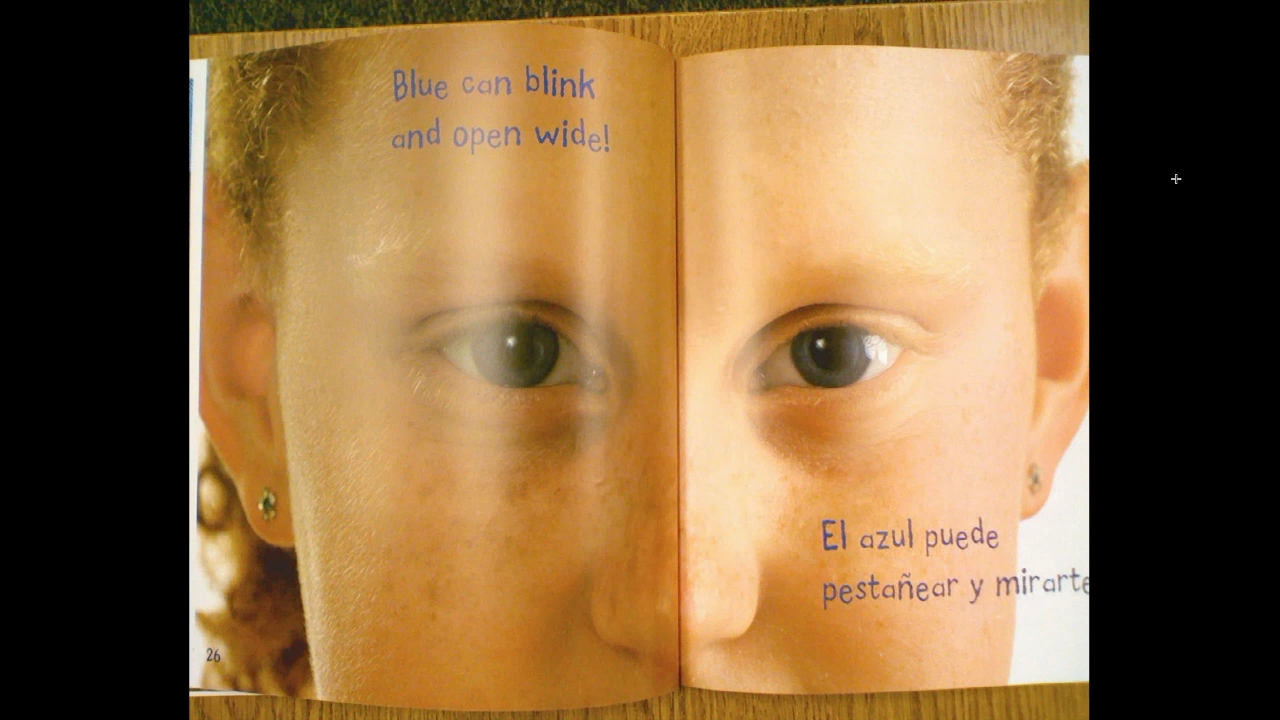 Blue can blink
and open wide!
El azul puede
pestañear y mirarte
26